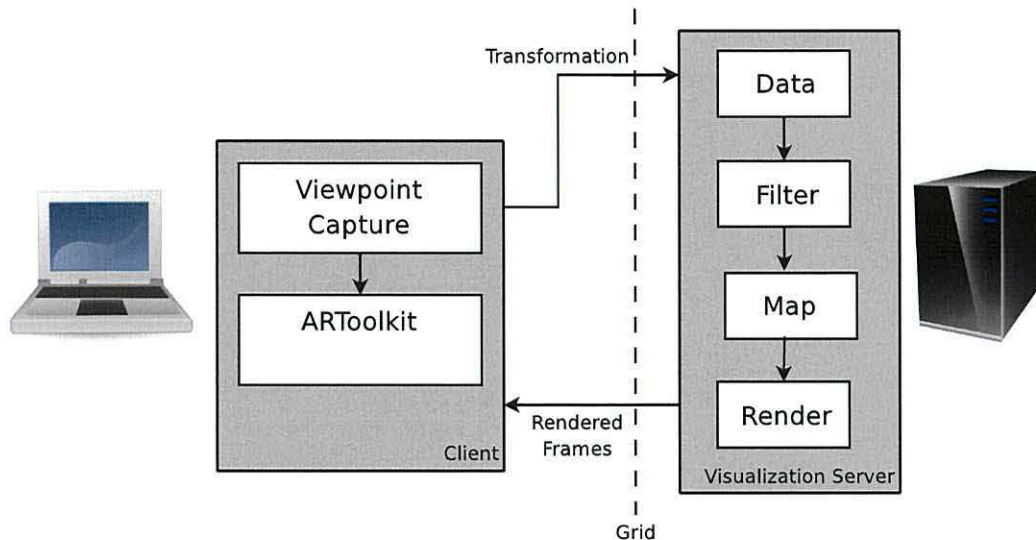 Transformation
Viewpoint
Capture
ARToolkit
Client
Data
Filter
Map
Render
Visualization Server
Rendered
Frames
Grid